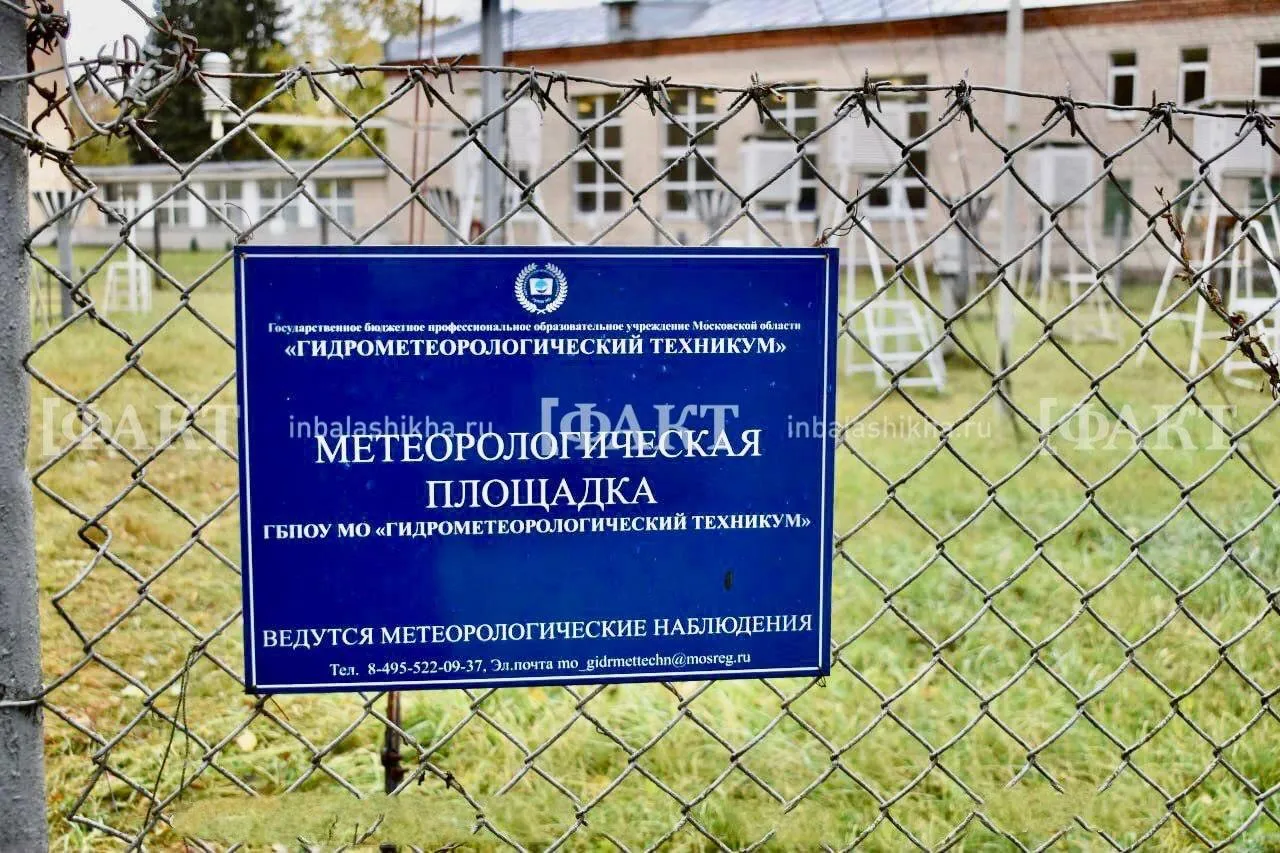 Государственное бюджетное профессиональное образовательное учреждение Московской области
«ГИДРОМЕТЕОРОЛОГИЧЕСКИЙ ТЕХНИКУМ»
[ФАКТ inbalashikha.ru [ФАКТ inbalashikha.ru [ФАКТ
МЕТЕОРОЛОГИЧЕСКАЯ
ПЛОЩАДКА
ГБПОУ МО «ГИДРОМЕТЕОРОЛОГИЧЕСКИЙ ТЕХНИКУМ»
ВЕДУТСЯ МЕТЕОРОЛОГИЧЕСКИЕ НАБЛЮДЕНИЯ
Тел. 8-495-522-09-37, Эл.почта mo_gidrmettechn@mosreg.ru